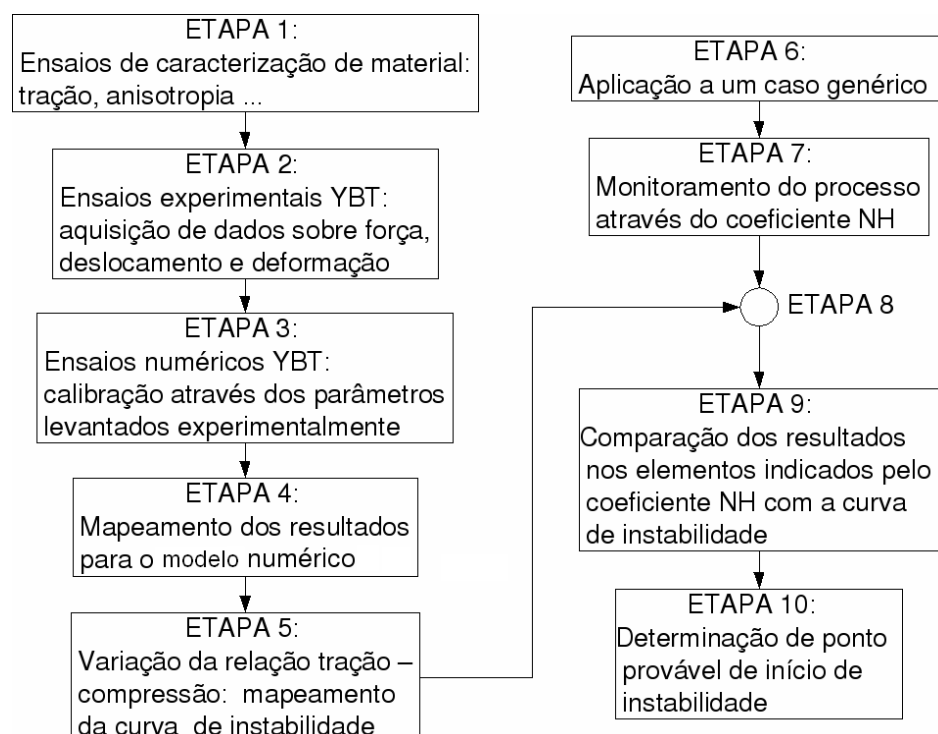 ETAPA 1:
Ensaios de caracterização de material:
tração, anisotropia ...
ETAPA 2:
Ensaios experimentais YBT:
aquisição de dados sobre força,
deslocamento e deformação
ETAPA 3:
Ensaios numéricos YBT:
calibração através dos parâmetros
levantados experimentalmente
ETAPA 4:
Mapeamento dos resultados
para o modelo numérico
ETAPA 5:
Variação da relação tração –
compressão: mapeamento
da curva de instabilidade
ETAPA 6:
Aplicação a um caso genérico
ETAPA 7:
Monitoramento do processo
através do coeficiente NH
ETAPA 8
ETAPA 9:
Comparação dos resultados
nos elementos indicados pelo
coeficiente NH com a curva
de instabilidade
ETAPA 10:
Determinação de ponto
provável de início de
instabilidade